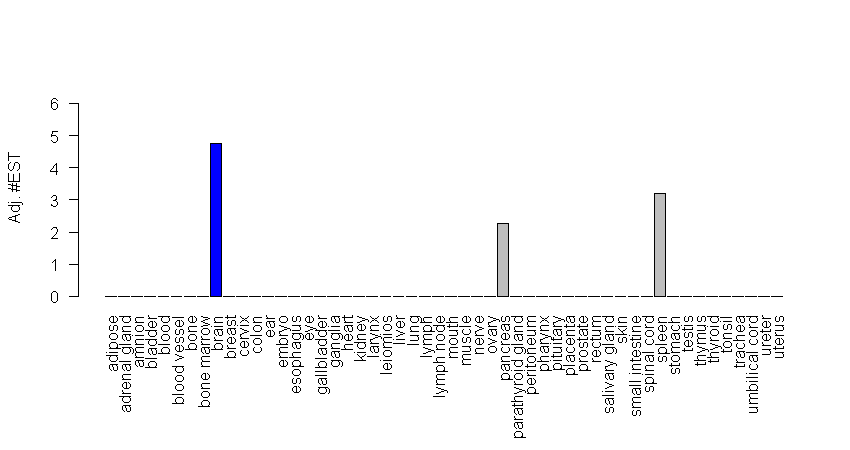 Adj. #EST
6
5
4
3
2
1
0
adipose
adrenal gland
amnion
bladder
blood
blood vessel
bone
bone marrow
brain
breast
cervix
colon
ear
embryo
esophagus
eye
gallbladder
ganglia
heart
kidney
larynx
leiomios
liver
lung
lymph
lymph node
mouth
muscle
nerve
ovary
pancreas
parathyroid gland
peritoneum
pharynx
pituitary
placenta
prostate
rectum
salivary gland
skin
small intestine
spinal cord
spleen
stomach
testis
thymus
thyroid
tonsil
trachea
umbilical cord
ureter
uterus